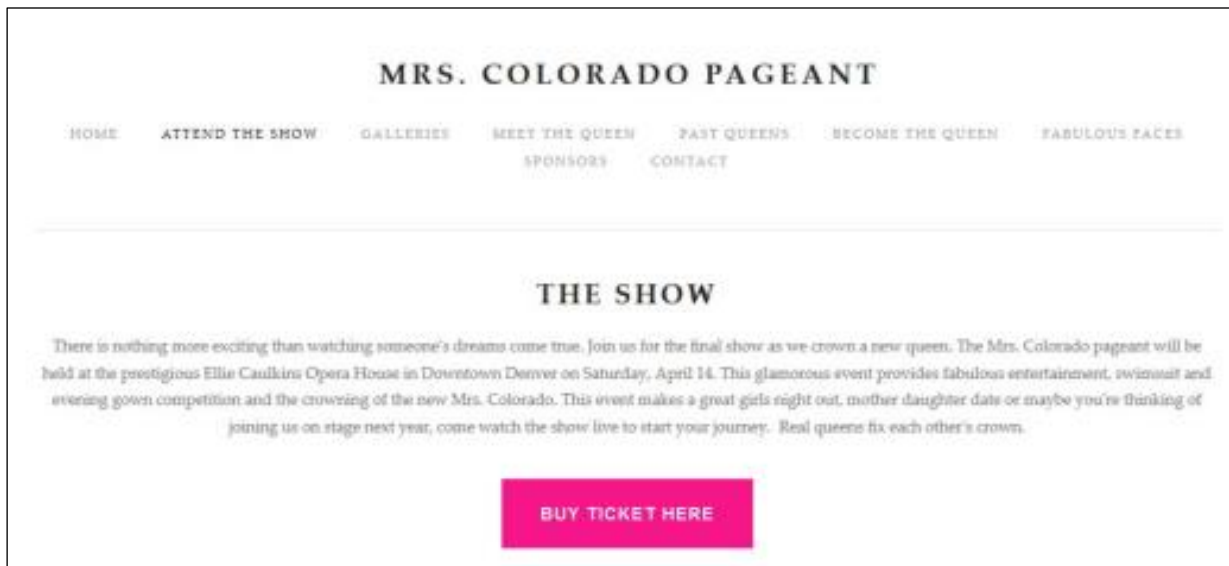 MRS. COLORADO PAGEANT
HOME ATTEND THE SHOW GALLERIES MEET THE QUEEN PAST QUEENS BECOME THE QUEEN FABULOUS FACES
SPONSORS CONTACT
THE SHOW
There is nothing more exciting than watching someone's dreams come true. Join us for the final show as we crown a new queen. The Mrs. Colorado pageant will be
held at the prestigious Ellie Caulkins Opera House in Downtown Denver on Saturday, April 14. This glamorous event provides fabulous entertainment, swimsuit and
evening gown competition and the crowning of the new Mrs. Colorado. This event makes a great girls night out, mother daughter date or maybe you're thinking of
joining us on stage next year, come watch the show live to start your journey. Real queens fix each other's crown.
BUY TICKET HERE